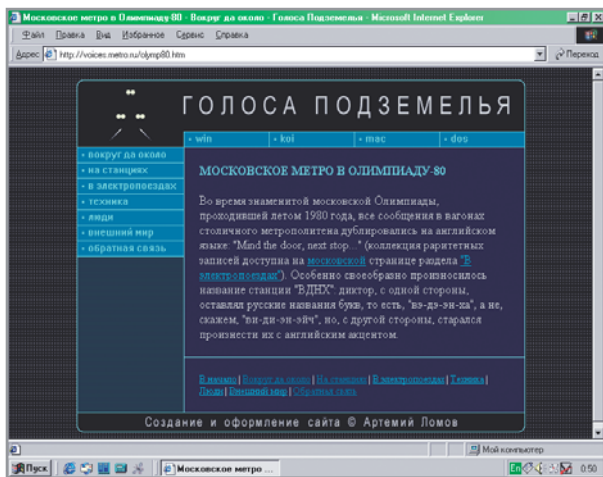 Московское метро в Олимпиаду-80 - Вокруг да около - Голоса Подземелья - Microsoft Internet Explorer
Файл Правка Вид Избранное Сервис Справка
Адрес http://voices.metro.ru/olymp80.htm Переход
ГОЛОСА ПОДЗЕМЕЛЬЯ
• win • koi • mac • dos
• вокруг да около
• на станциях
• в электропоездах
• техника
• люди
• внешний мир
• обратная связь
МОСКОВСКОЕ МЕТРО В ОЛИМПИАДУ-80
Во время знаменитой московской Олимпиады,
проходившей летом 1980 года, все сообщения в вагонах
столичного метрополитена дублировались на английском
языке: "Mind the door, next stop..." (коллекция раритетных
записей доступна на московской странице раздела "В
электропоездах"). Особенно своеобразно произносилось
название станции "ВДНХ": диктор, с одной стороны,
оставлял русские названия букв, то есть, "вэ-дэ-эн-ха", а не,
скажем, "ви-ди-эн-эйч", но, с другой стороны, старался
произнести их с английским акцентом.
В начало | Вокруг да около | На станциях | В электропоездах | Техника |
Люди | Внешний мир | Обратная связь
Создание и оформление сайта © Артемий Ломов
Мой компьютер
Пуск Московское метро ... En 0:50